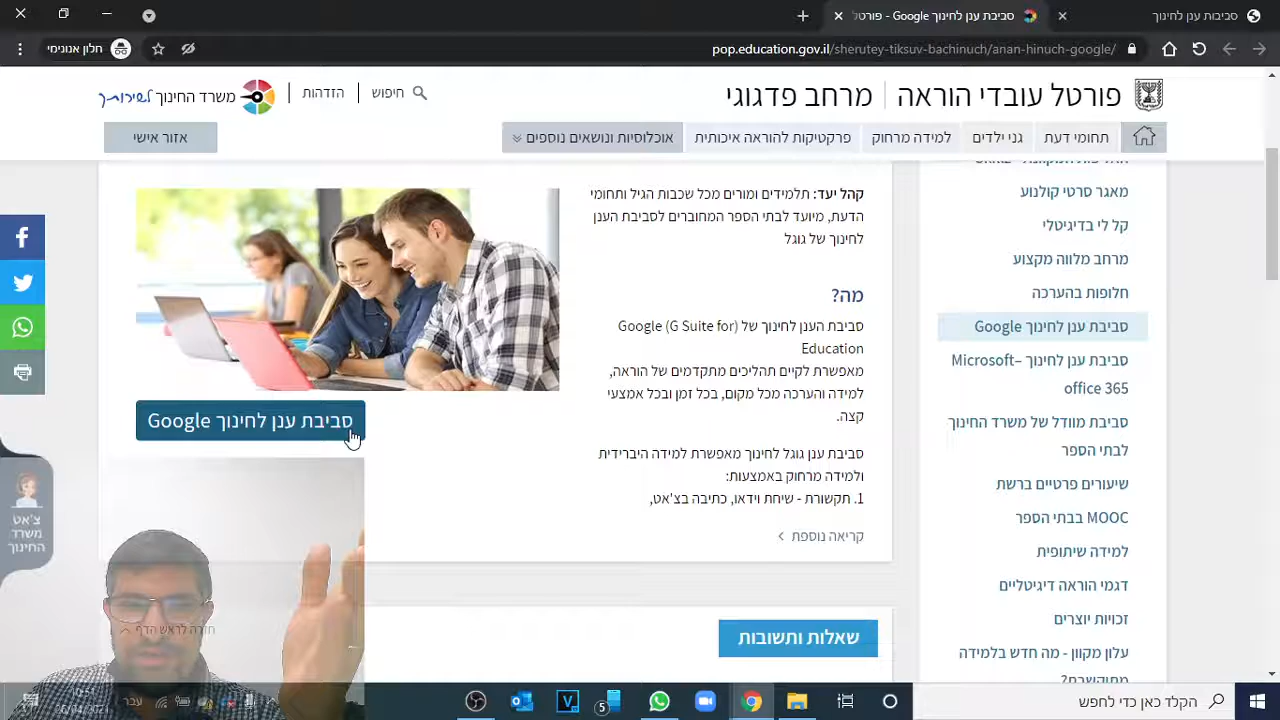 סביבות ענן לחינוך
סביבת ענן לחינוך Google - פורטל
pop.education.gov.il/sherutey-tiksuv-bachinuch/anan-hinuch-google/
חלון אנונימי
פורטל עובדי הוראה | מרחב פדגוגי
חיפוש
הזדהות
משרד החינוך לשירותך
תחומי דעת
גני ילדים
למידה מרחוק
פרקטיקות להוראה איכותית
אוכלוסיות ונושאים נוספים
אזור אישי
מאגר סרטי קולנוע
קל לי בדיגיטלי
מרחב מלווה מקצוע
חלופות בהערכה
סביבת ענן לחינוך Google
סביבת ענן לחינוך –Microsoft
office 365
סביבת מוודל של משרד החינוך
לבתי הספר
שיעורים פרטיים ברשת
MOOC בבתי הספר
למידה שיתופית
דגמי הוראה דיגיטליים
זכויות יוצרים
עלון מקוון - מה חדש בלמידה
מתוקשבת?
קהל יעד: תלמידים ומורים מכל שכבות הגיל ותחומי
הדעת, מיועד לבתי הספר המחוברים לסביבת הענן
לחינוך של גוגל
מה?
סביבת הענן לחינוך של Google (G Suite for)
Education
מאפשרת לקיים תהליכים מתקדמים של הוראה,
למידה והערכה מכל מקום, בכל זמן ובכל אמצעי
קצה.
סביבת ענן גוגל לחינוך מאפשרת למידה היברידית
ולמידה מרחוק באמצעות:
1. תקשורת - שיחת וידאו, כתיבה בצ'אט,
קריאה נוספת
סביבת ענן לחינוך Google
שאלות ותשובות
צ'אט
משרד
החינוך
חזרה לראש הדף
הקלד כאן כדי לחפש
5
עבר